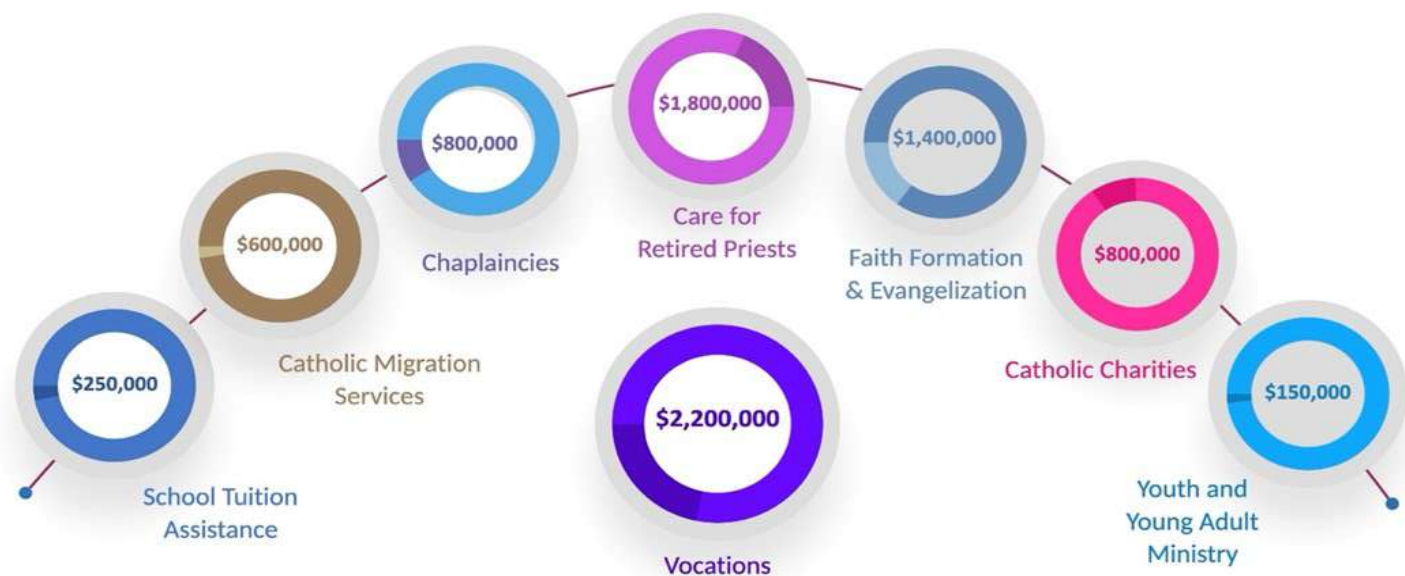 $250,000
School Tuition
Assistance
$600,000
Catholic Migration
Services
$800,000
Chaplaincies
$1,800,000
Care for
Retired Priests
$1,400,000
Faith Formation
& Evangelization
$800,000
Catholic Charities
$150,000
Youth and
Young Adult
Ministry
$2,200,000
Vocations